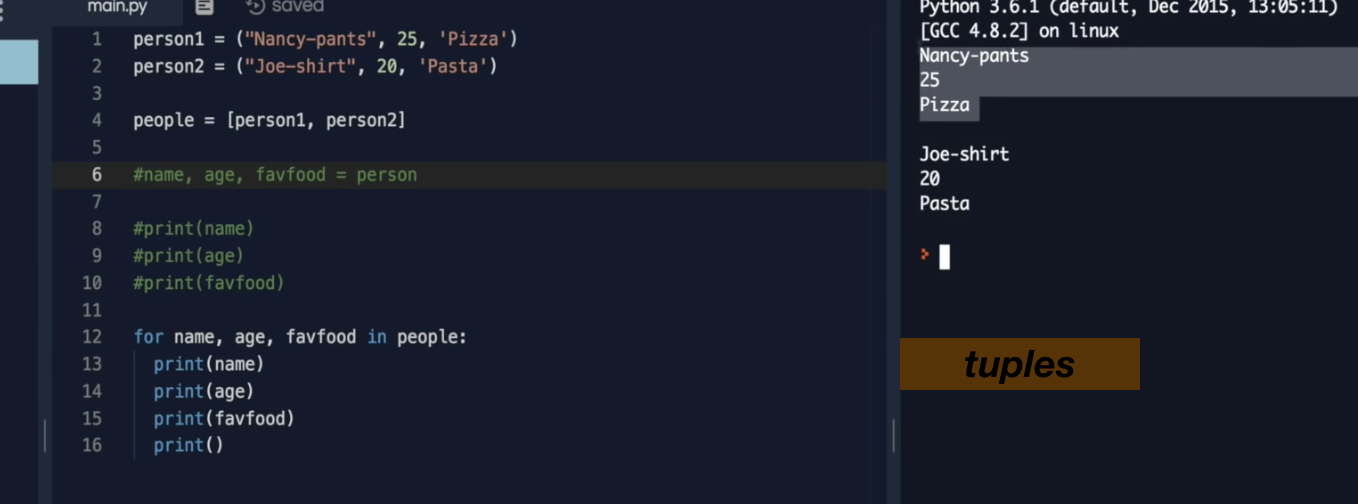 main.py saved
1 person1 = ("Nancy-pants", 25, 'Pizza')
2 person2 = ("Joe-shirt", 20, 'Pasta')
3
4 people = [person1, person2]
5
6 #name, age, favfood = person
7
8 #print(name)
9 #print(age)
10 #print(favfood)
11
12 for name, age, favfood in people:
13 print(name)
14 print(age)
15 print(favfood)
16 print()
Python 3.6.1 (default, Dec 2015, 13:05:11)
[GCC 4.8.2] on linux
Nancy-pants
25
Pizza
Joe-shirt
20
Pasta
tuples